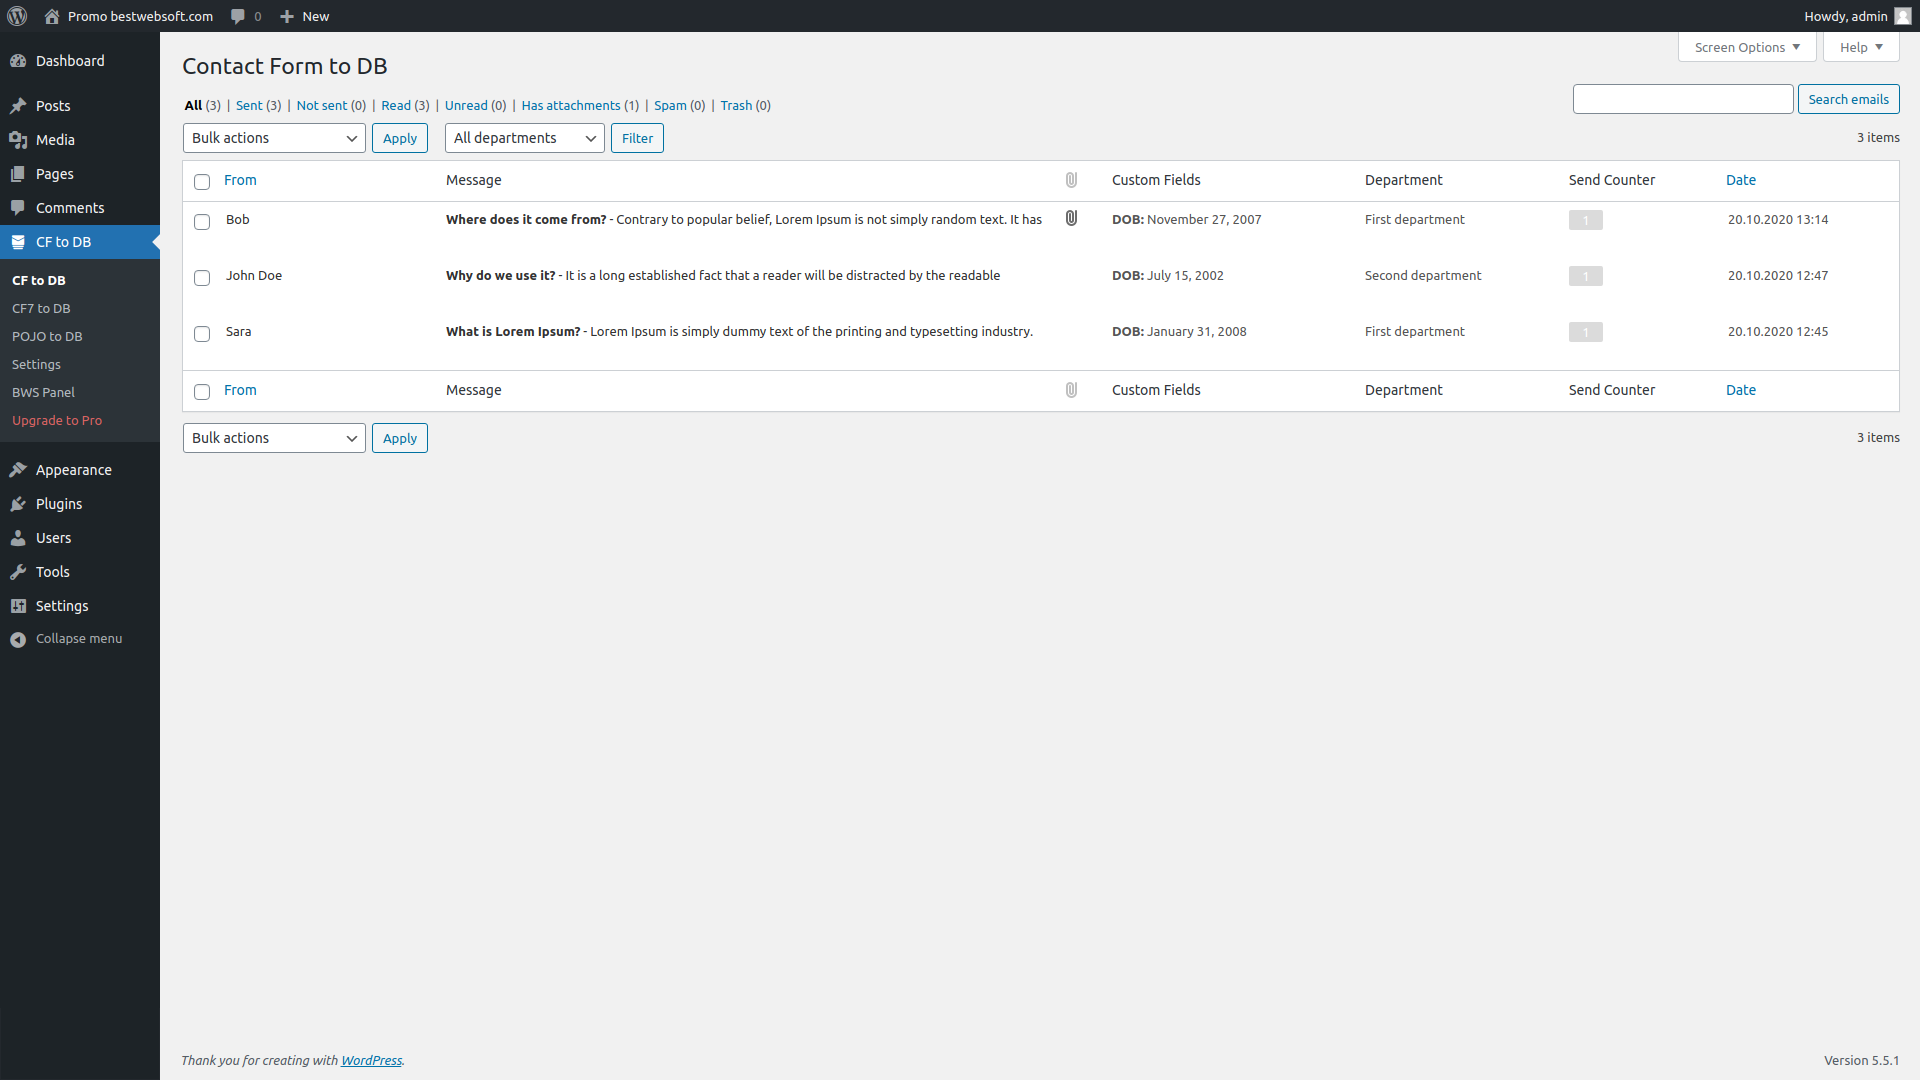 Promo bestwebsoft.com 0 New Howdy, admin
Screen Options Help
Dashboard
Posts
Media
Pages
Comments
CF to DB
CF to DB
CF7 to DB
POJO to DB
Settings
BWS Panel
Upgrade to Pro
Appearance
Plugins
Users
Tools
Settings
Collapse menu
Contact Form to DB
All (3) | Sent (3) | Not sent (0) | Read (3) | Unread (0) | Has attachments (1) | Spam (0) | Trash (0)
Search emails
Bulk actions Apply All departments Filter 3 items
From Message Custom Fields Department Send Counter Date
Bob Where does it come from? - Contrary to popular belief, Lorem Ipsum is not simply random text. It has DOB: November 27, 2007 First department 1 20.10.2020 13:14
John Doe Why do we use it? - It is a long established fact that a reader will be distracted by the readable DOB: July 15, 2002 Second department 1 20.10.2020 12:47
Sara What is Lorem Ipsum? - Lorem Ipsum is simply dummy text of the printing and typesetting industry. DOB: January 31, 2008 First department 1 20.10.2020 12:45
From Message Custom Fields Department Send Counter Date
Bulk actions Apply 3 items
Thank you for creating with WordPress. Version 5.5.1